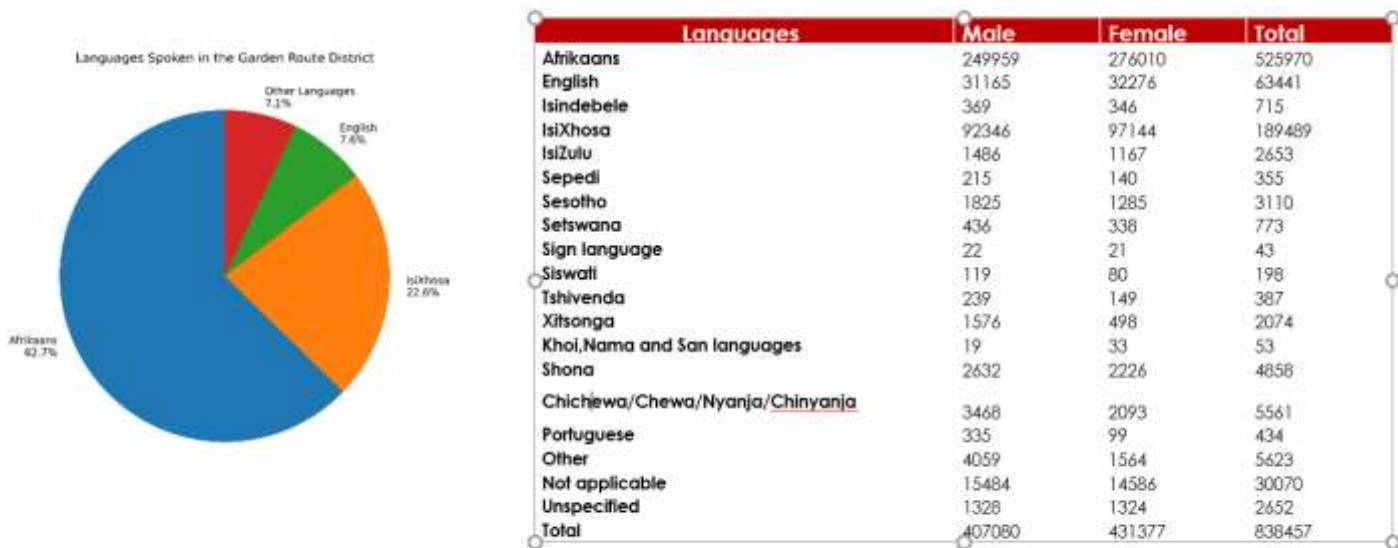 Languages Spoken in the Garden Route District
Other Languages
7.1%
English
7.6%
IsiXhosa
22.6%
Afrikaans
62.7%
Languages Male Female Total
Afrikaans 249959 276010 525970
English 31165 32276 63441
Isindebele 369 346 715
IsiXhosa 92346 97144 189489
IsiZulu 1486 1167 2653
Sepedi 215 140 355
Sesotho 1825 1285 3110
Setswana 436 338 773
Sign language 22 21 43
Siswati 119 80 198
Tshivenda 239 149 387
Xitsonga 1576 498 2074
Khoi,Nama and San languages 19 33 53
Shona 2632 2226 4858
Chichewa/Chewa/Nyanja/Chinyanja 3468 2093 5561
Portuguese 335 99 434
Other 4059 1564 5623
Not applicable 15484 14586 30070
Unspecified 1328 1324 2652
Total 407080 431377 838457